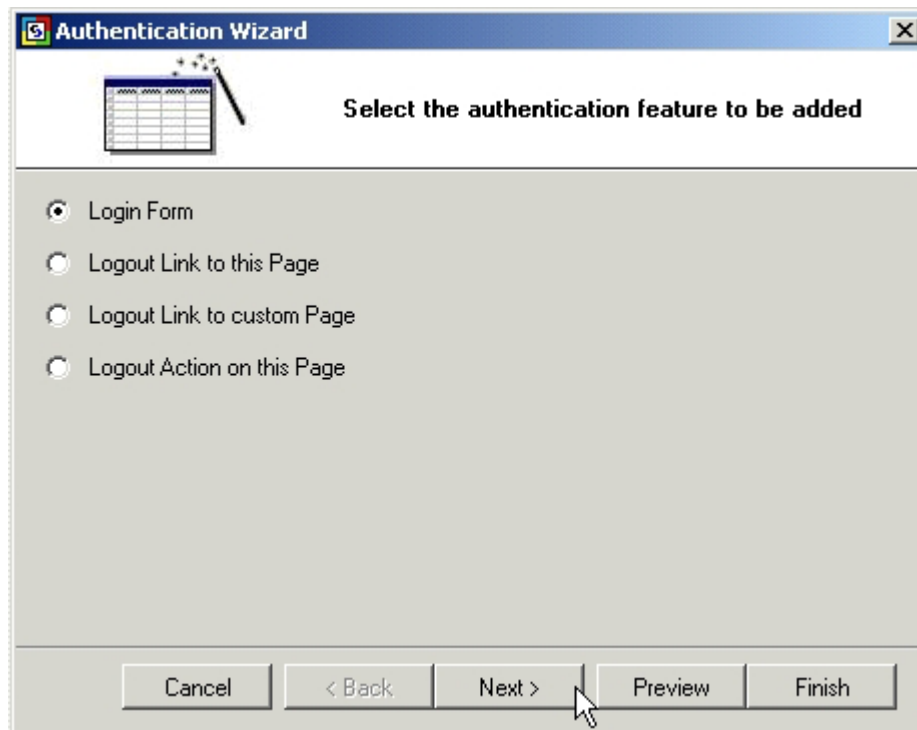 Authentication Wizard
Select the authentication feature to be added
Login Form
Logout Link to this Page
Logout Link to custom Page
Logout Action on this Page
Cancel < Back Next > Preview Finish